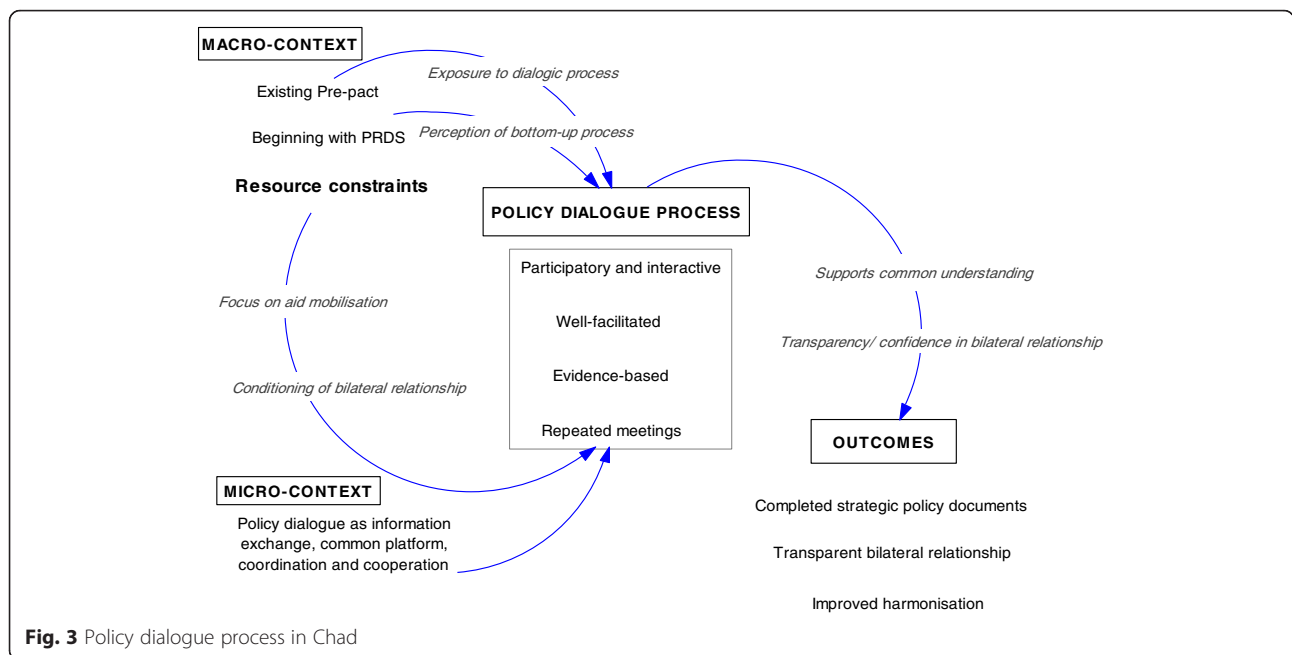 MACRO-CONTEXT
Existing Pre-pact
Exposure to dialogic process
Beginning with PRDS
Perception of bottom-up process
Resource constraints
Focus on aid mobilisation
Conditioning of bilateral relationship
MICRO-CONTEXT
Policy dialogue as information
exchange, common platform,
coordination and cooperation
POLICY DIALOGUE PROCESS
Participatory and interactive
Well-facilitated
Evidence-based
Repeated meetings
Supports common understanding
Transparency/ confidence in bilateral relationship
OUTCOMES
Completed strategic policy documents
Transparent bilateral relationship
Improved harmonisation
Fig. 3 Policy dialogue process in Chad